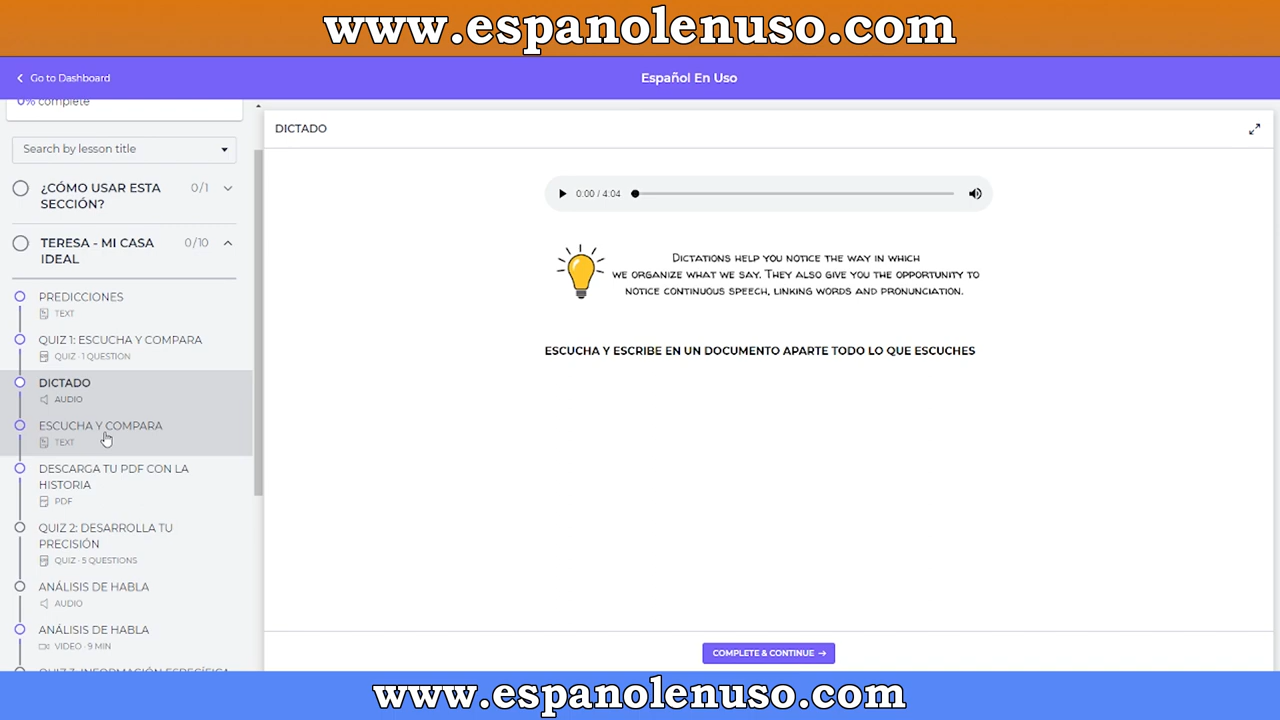 www.espanolenuso.com
Go to Dashboard
Español En Uso
0% complete
Search by lesson title
¿CÓMO USAR ESTA
SECCIÓN?
0/1
TERESA - MI CASA
IDEAL
0/10
PREDICCIONES
TEXT
QUIZ 1: ESCUCHA Y COMPARA
QUIZ · 1 QUESTION
DICTADO
AUDIO
ESCUCHA Y COMPARA
TEXT
DESCARGA TU PDF CON LA
HISTORIA
PDF
QUIZ 2: DESARROLLA TU
PRECISIÓN
QUIZ · 5 QUESTIONS
ANÁLISIS DE HABLA
AUDIO
ANÁLISIS DE HABLA
VIDEO · 9 MIN
QUIZ 3: INFORMACIÓN ESPECÍFICA
DICTADO
0:00 / 4:04
DICTATIONS HELP YOU NOTICE THE WAY IN WHICH
WE ORGANIZE WHAT WE SAY. THEY ALSO GIVE YOU THE OPPORTUNITY TO
NOTICE CONTINUOUS SPEECH, LINKING WORDS AND PRONUNCIATION.
ESCUCHA Y ESCRIBE EN UN DOCUMENTO APARTE TODO LO QUE ESCUCHES
COMPLETE & CONTINUE →
www.espanolenuso.com